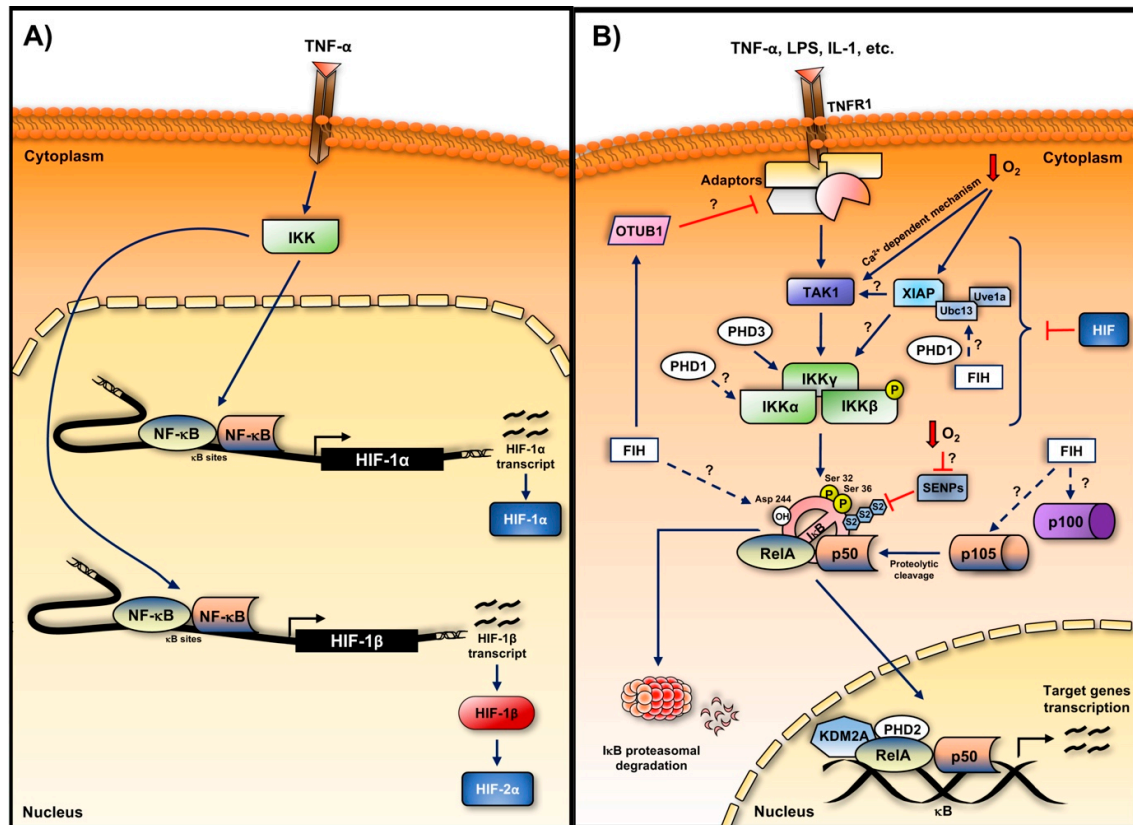 A)
TNF-α
Cytoplasm
IKK
NF-κB
NF-κB
κB sites
HIF-1α
HIF-1α
transcript
HIF-1α
NF-κB
NF-κB
κB sites
HIF-1β
HIF-1β
transcript
HIF-1β
HIF-2α
Nucleus
B)
TNF-α, LPS, IL-1, etc.
TNFR1
Cytoplasm
Adaptors
O2
?
OTUB1
Ca2+ dependent mechanism
TAK1
?
XIAP
Uve1a
Ubc13
HIF
PHD3
?
PHD1
?
PHD1
?
FIH
IKKγ
P
IKKα
IKKβ
O2
?
FIH
?
FIH
Ser 32
Ser 36
SENPs
?
?
Asp 244
P
P
OH
S2
S2
S2
IκB
p100
RelA
p50
Proteolytic
cleavage
p105
Target genes
transcription
KDM2A
PHD2
RelA
p50
IκB proteasomal
degradation
κB
Nucleus